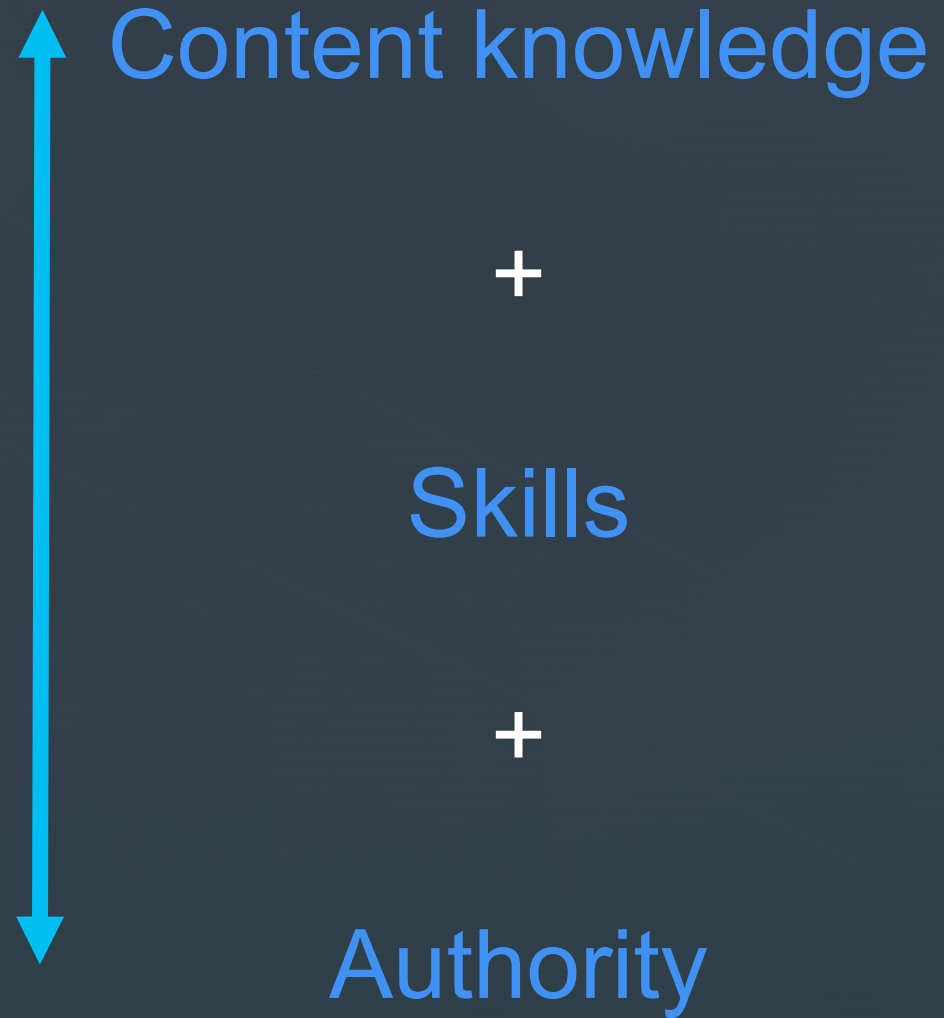 Content knowledge
+
Skills
+
Authority